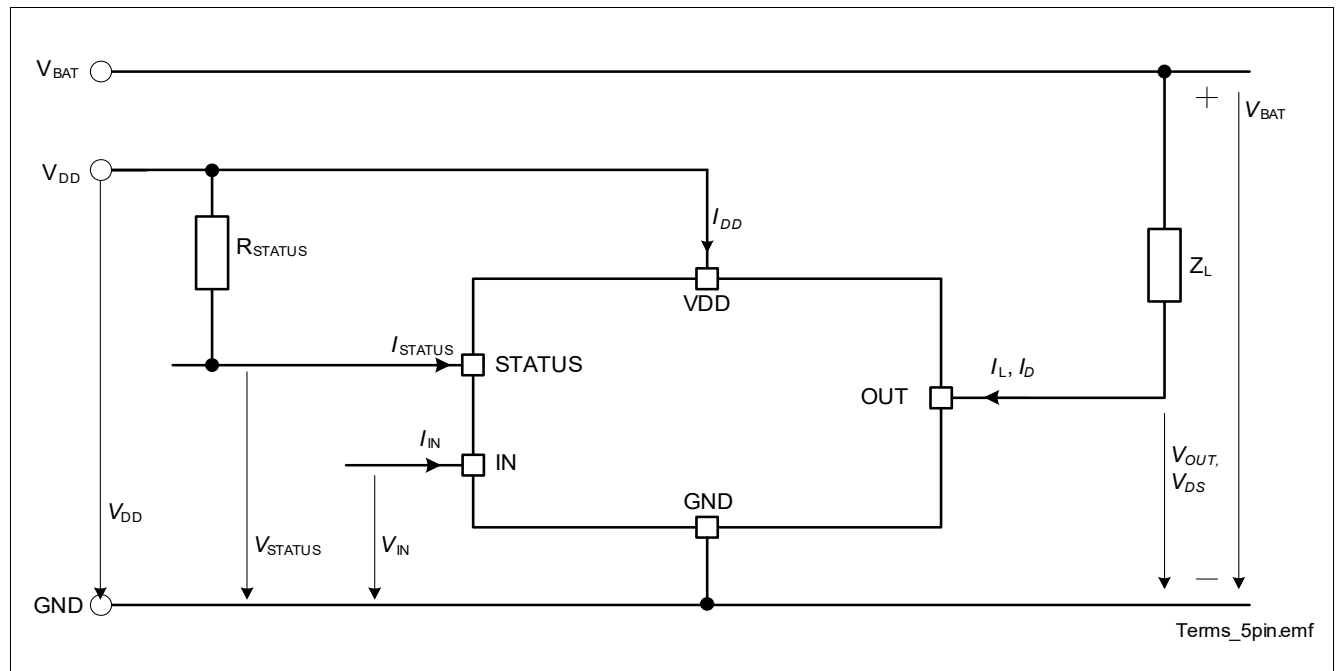 VBAT
VBAT
VDD
IDD
RSTATUS
ZL
VDD
ISTATUS
STATUS
IL, ID
OUT
IIN
IN
VOUT,
VDS
GND
VDD
VSTATUS
VIN
GND
Terms_5pin.emf